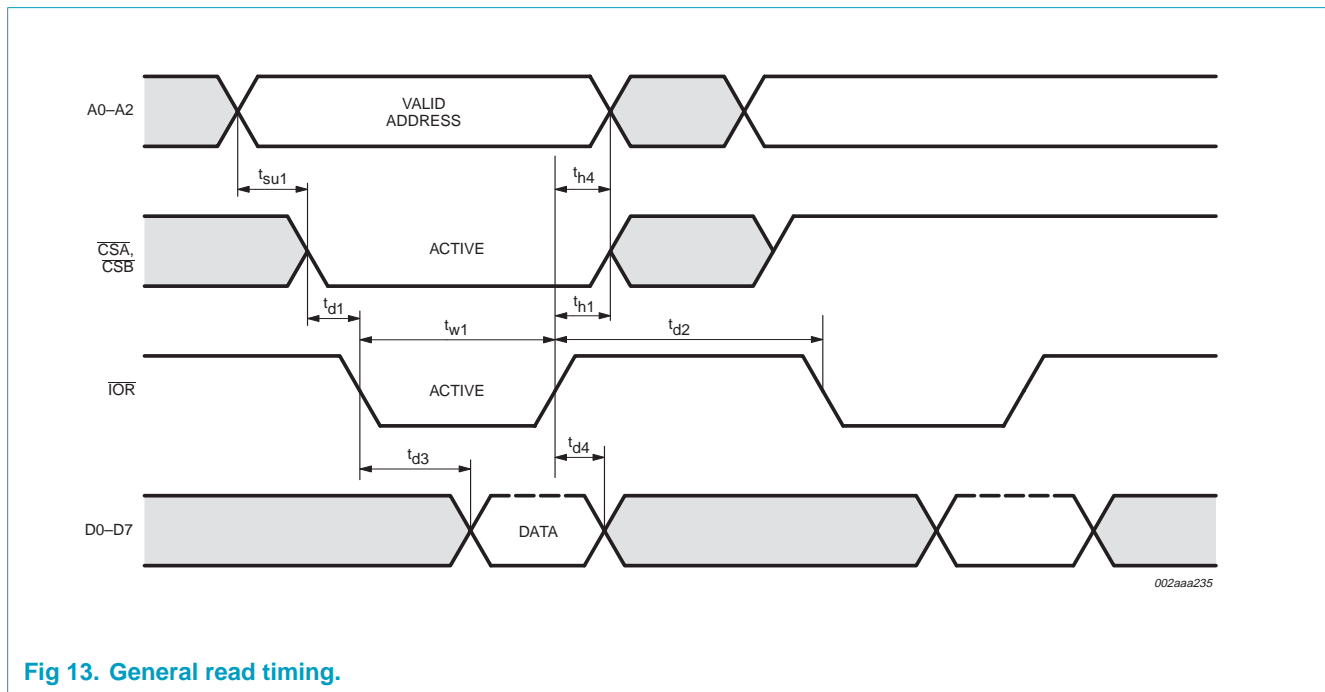 A0–A2
VALID
ADDRESS
tsu1
th4
CSA,
CSB
ACTIVE
td1
tw1
th1
td2
IOR
ACTIVE
td3
td4
D0–D7
DATA
002aaa235
Fig 13. General read timing.